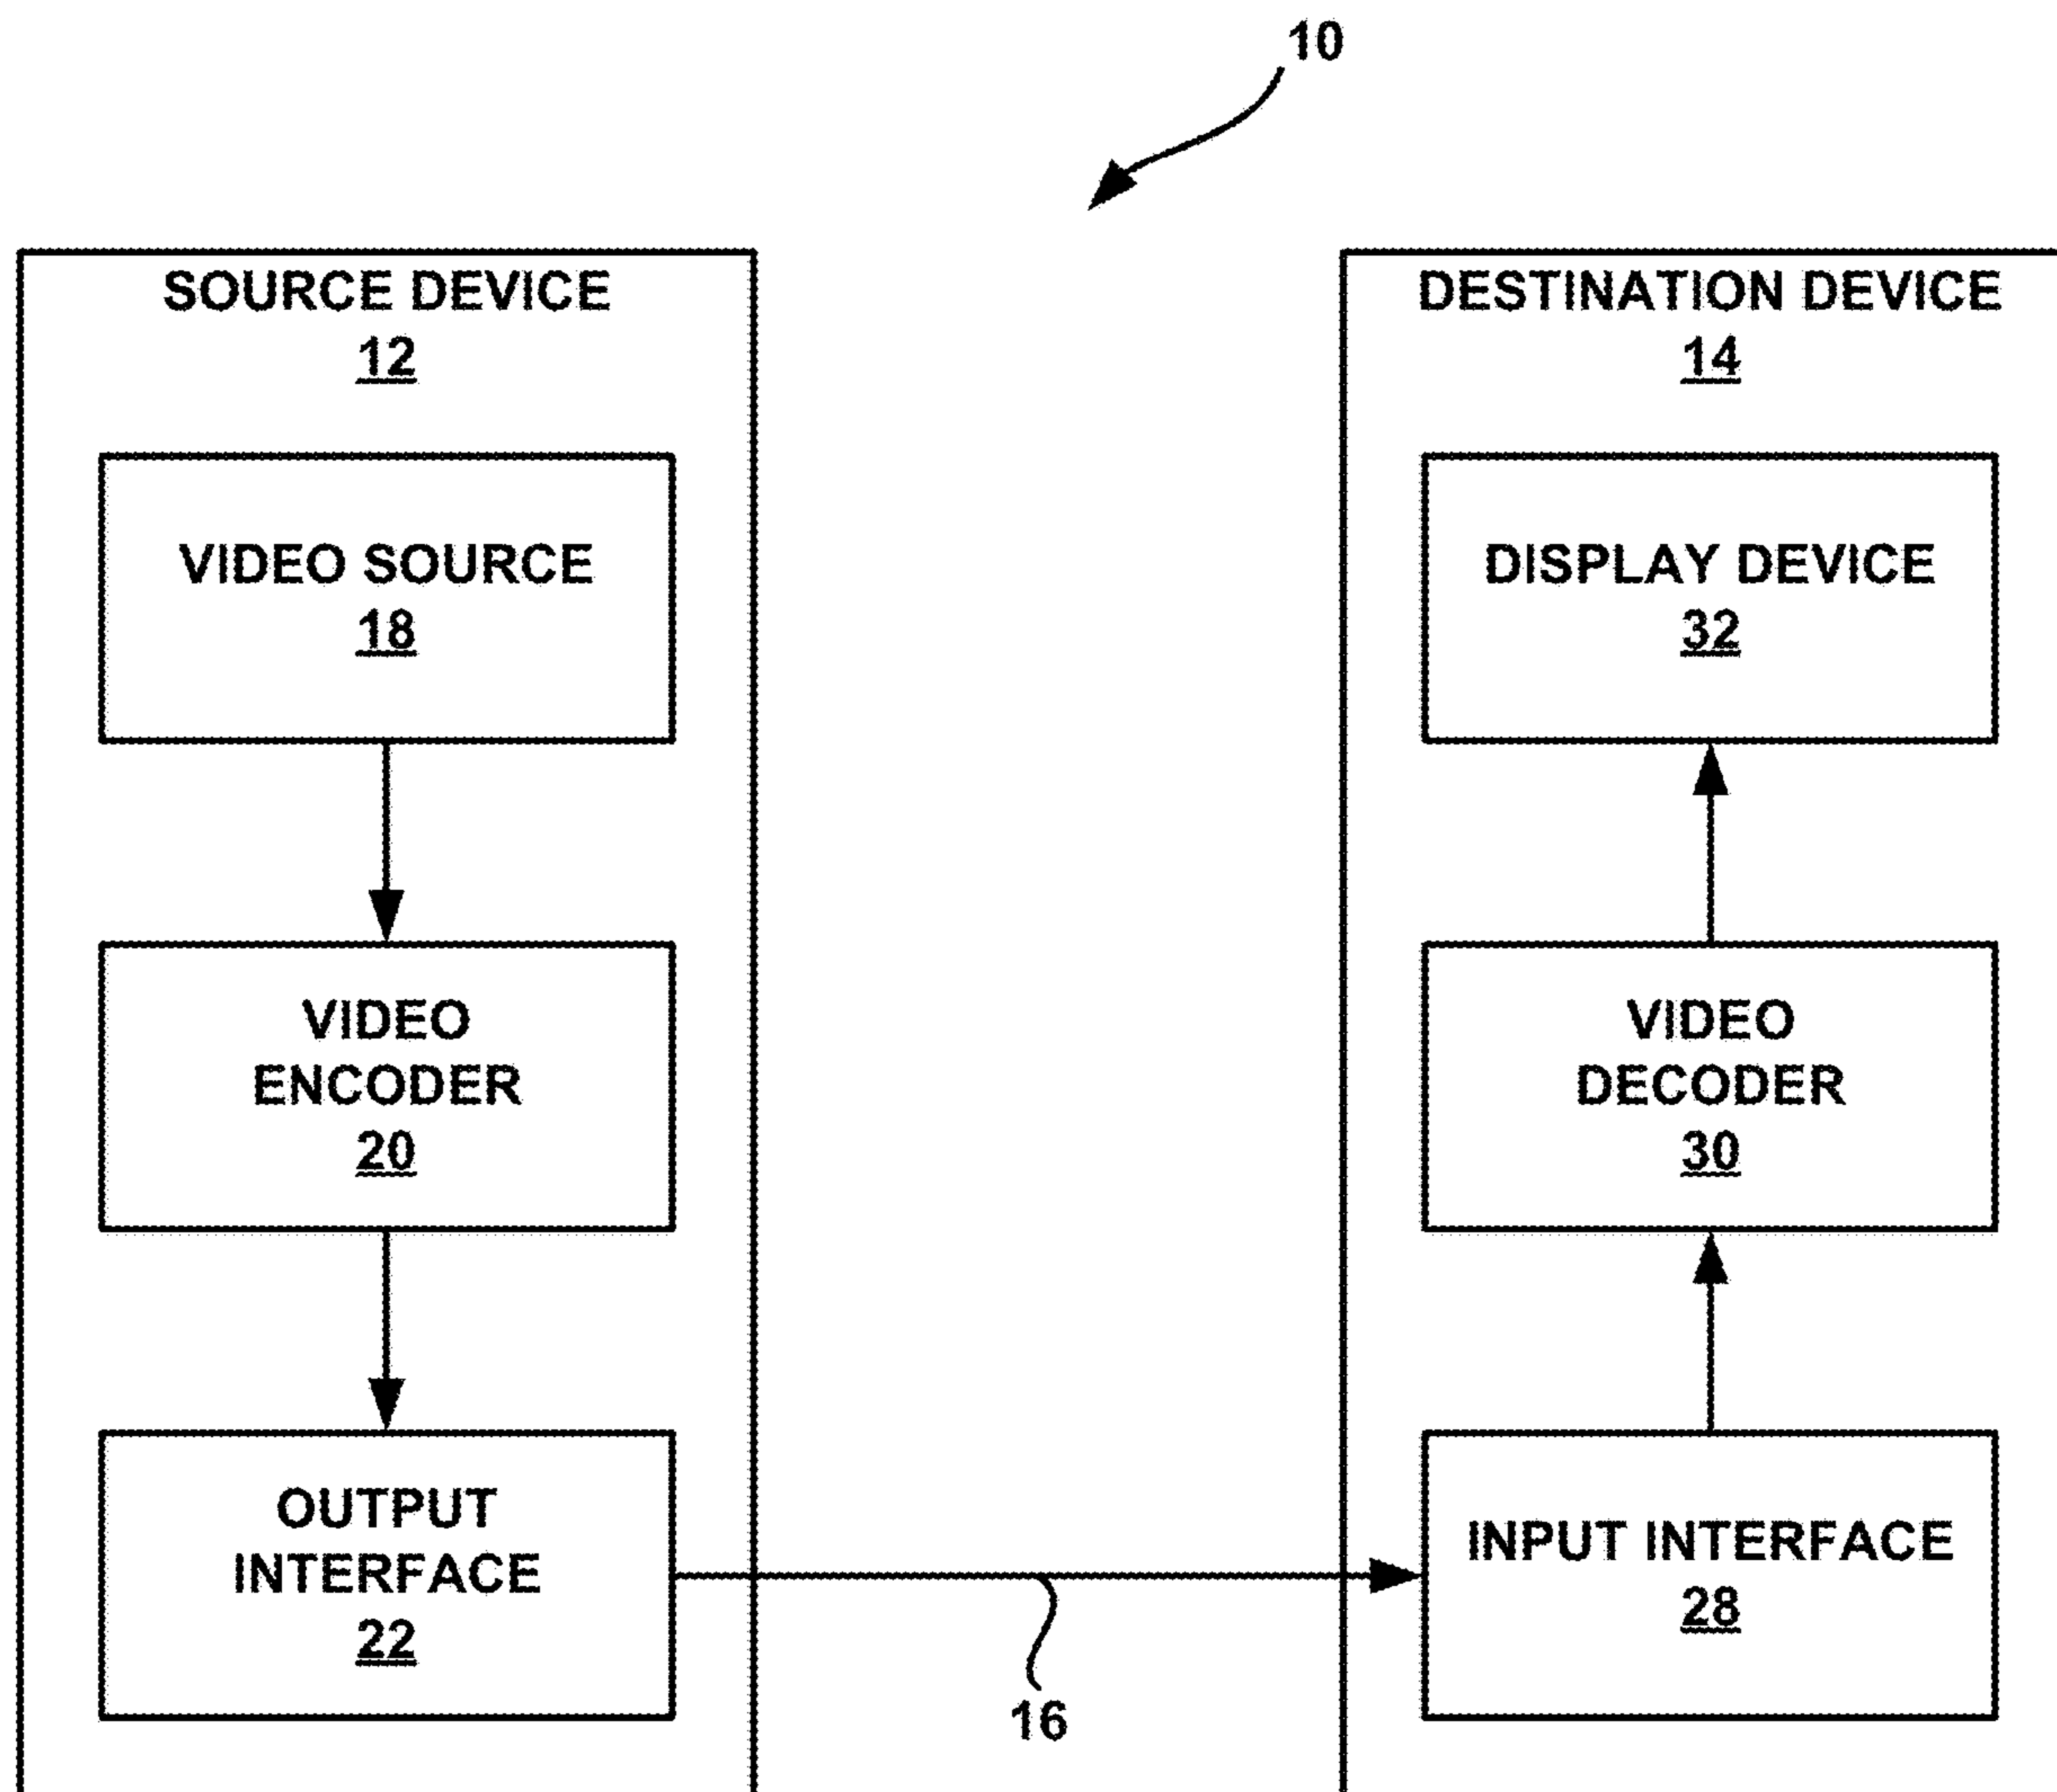 10
SOURCE DEVICE
12
VIDEO SOURCE
18
VIDEO
ENCODER
20
OUTPUT
INTERFACE
22
16
DESTINATION DEVICE
14
DISPLAY DEVICE
32
VIDEO
DECODER
30
INPUT INTERFACE
28